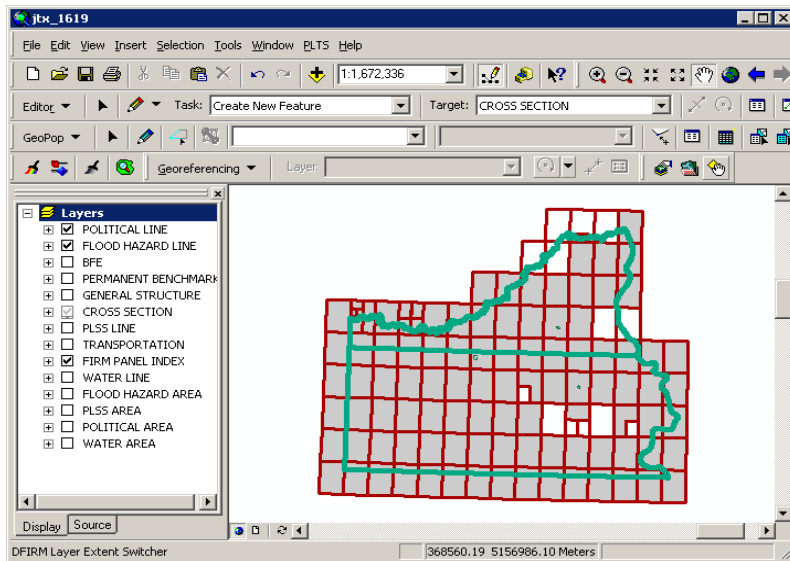 jtx_1619
File Edit View Insert Selection Tools Window PLTS Help
1:1,672,336
Editor Task: Create New Feature Target: CROSS SECTION
GeoPop
Georeferencing Layer:
Layers
POLITICAL LINE
FLOOD HAZARD LINE
BFE
PERMANENT BENCHMARK
GENERAL STRUCTURE
CROSS SECTION
PLSS LINE
TRANSPORTATION
FIRM PANEL INDEX
WATER LINE
FLOOD HAZARD AREA
PLSS AREA
POLITICAL AREA
WATER AREA
Display Source
DFIRM Layer Extent Switcher 368560.19 5156986.10 Meters